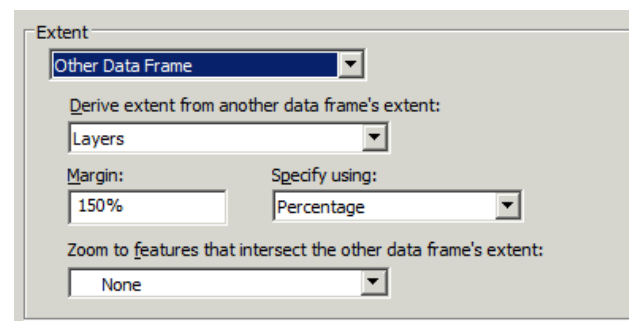 Extent
Other Data Frame
Derive extent from another data frame's extent:
Layers
Margin: Specify using:
150% Percentage
Zoom to features that intersect the other data frame's extent:
None